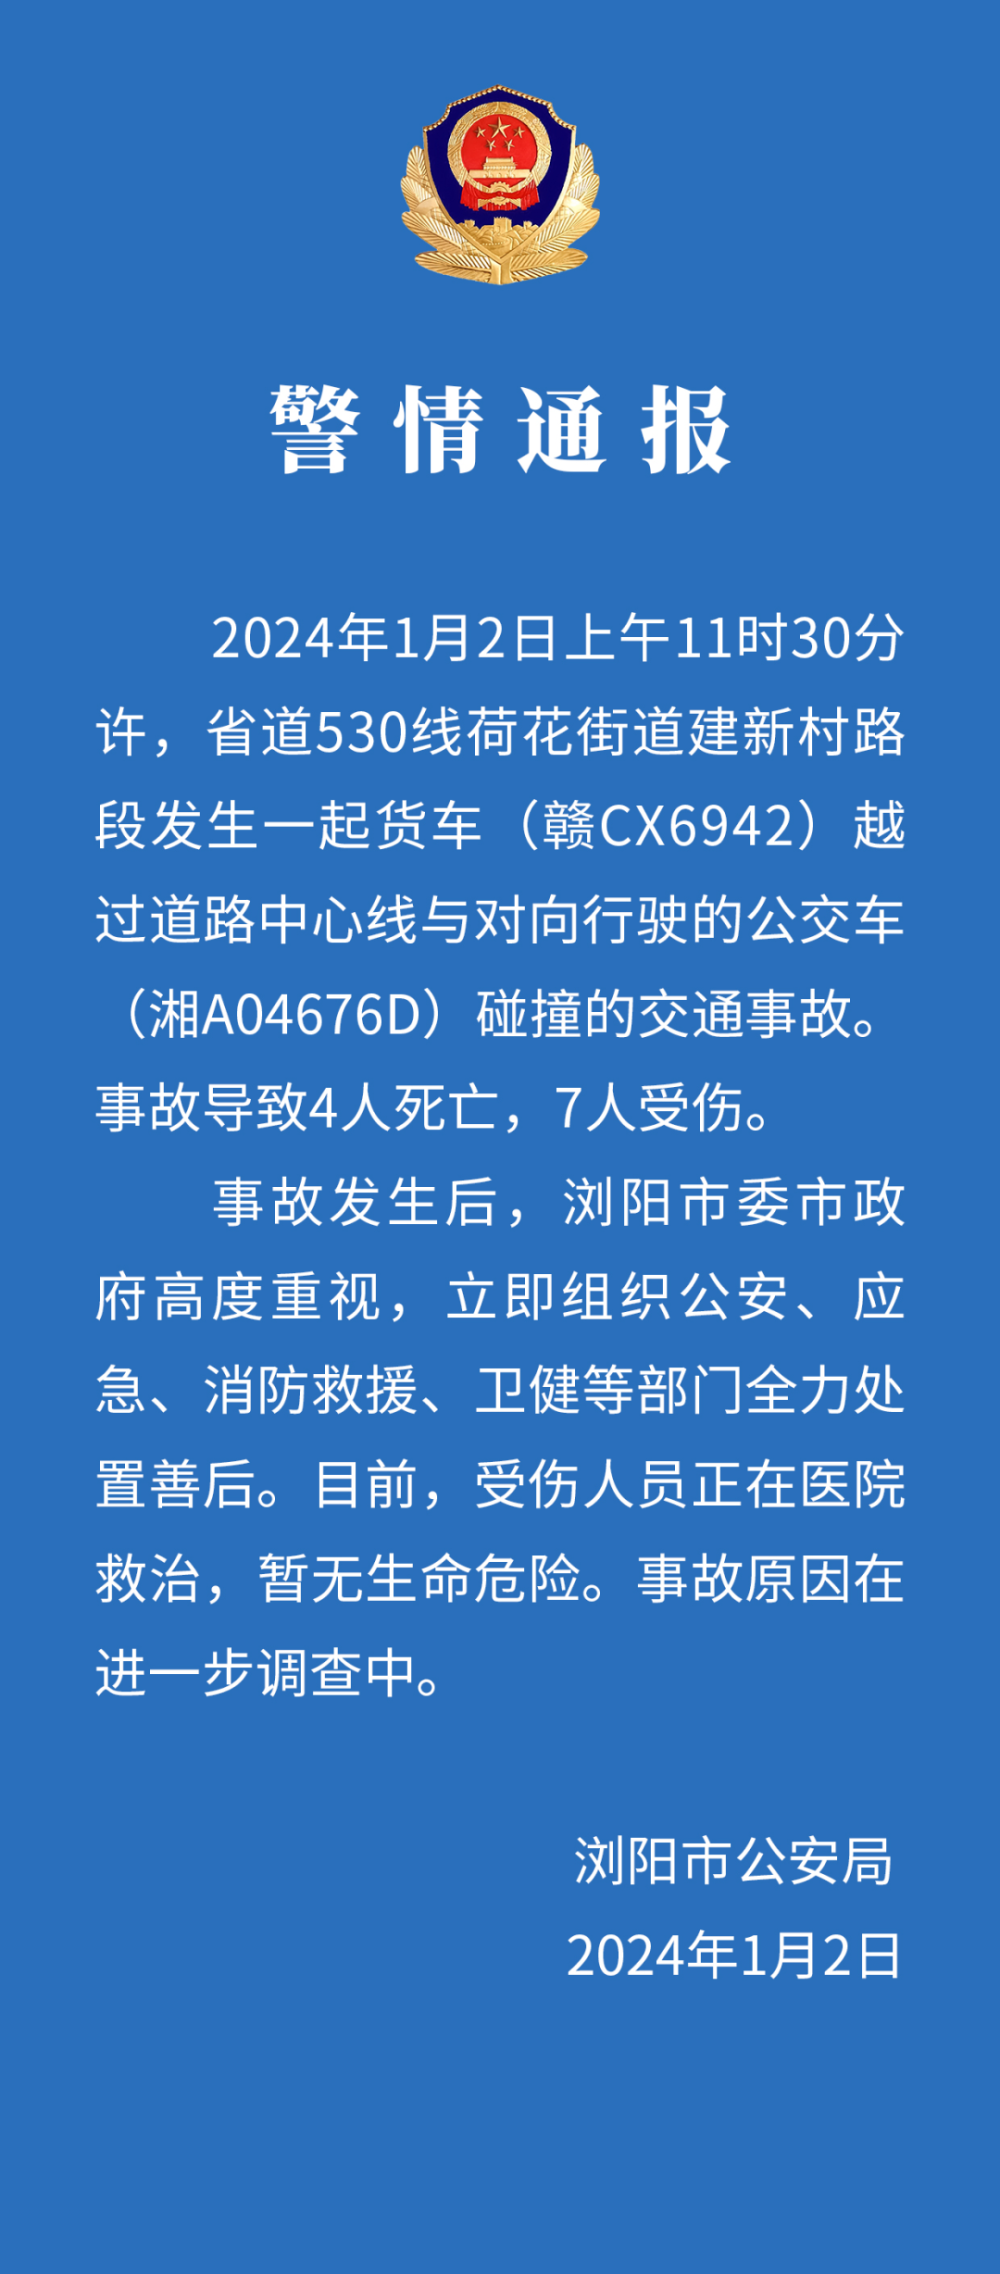 警情通报
2024年1月2日上午11时30分
许，省道530线荷花街道建新村路
段发生一起货车（赣CX6942）越
过道路中心线与对向行驶的公交车
（湘A04676D）碰撞的交通事故。
事故导致4人死亡，7人受伤。
事故发生后，浏阳市委市政
府高度重视，立即组织公安、应
急、消防救援、卫健等部门全力处
置善后。目前，受伤人员正在医院
救治，暂无生命危险。事故原因在
进一步调查中。
浏阳市公安局
2024年1月2日